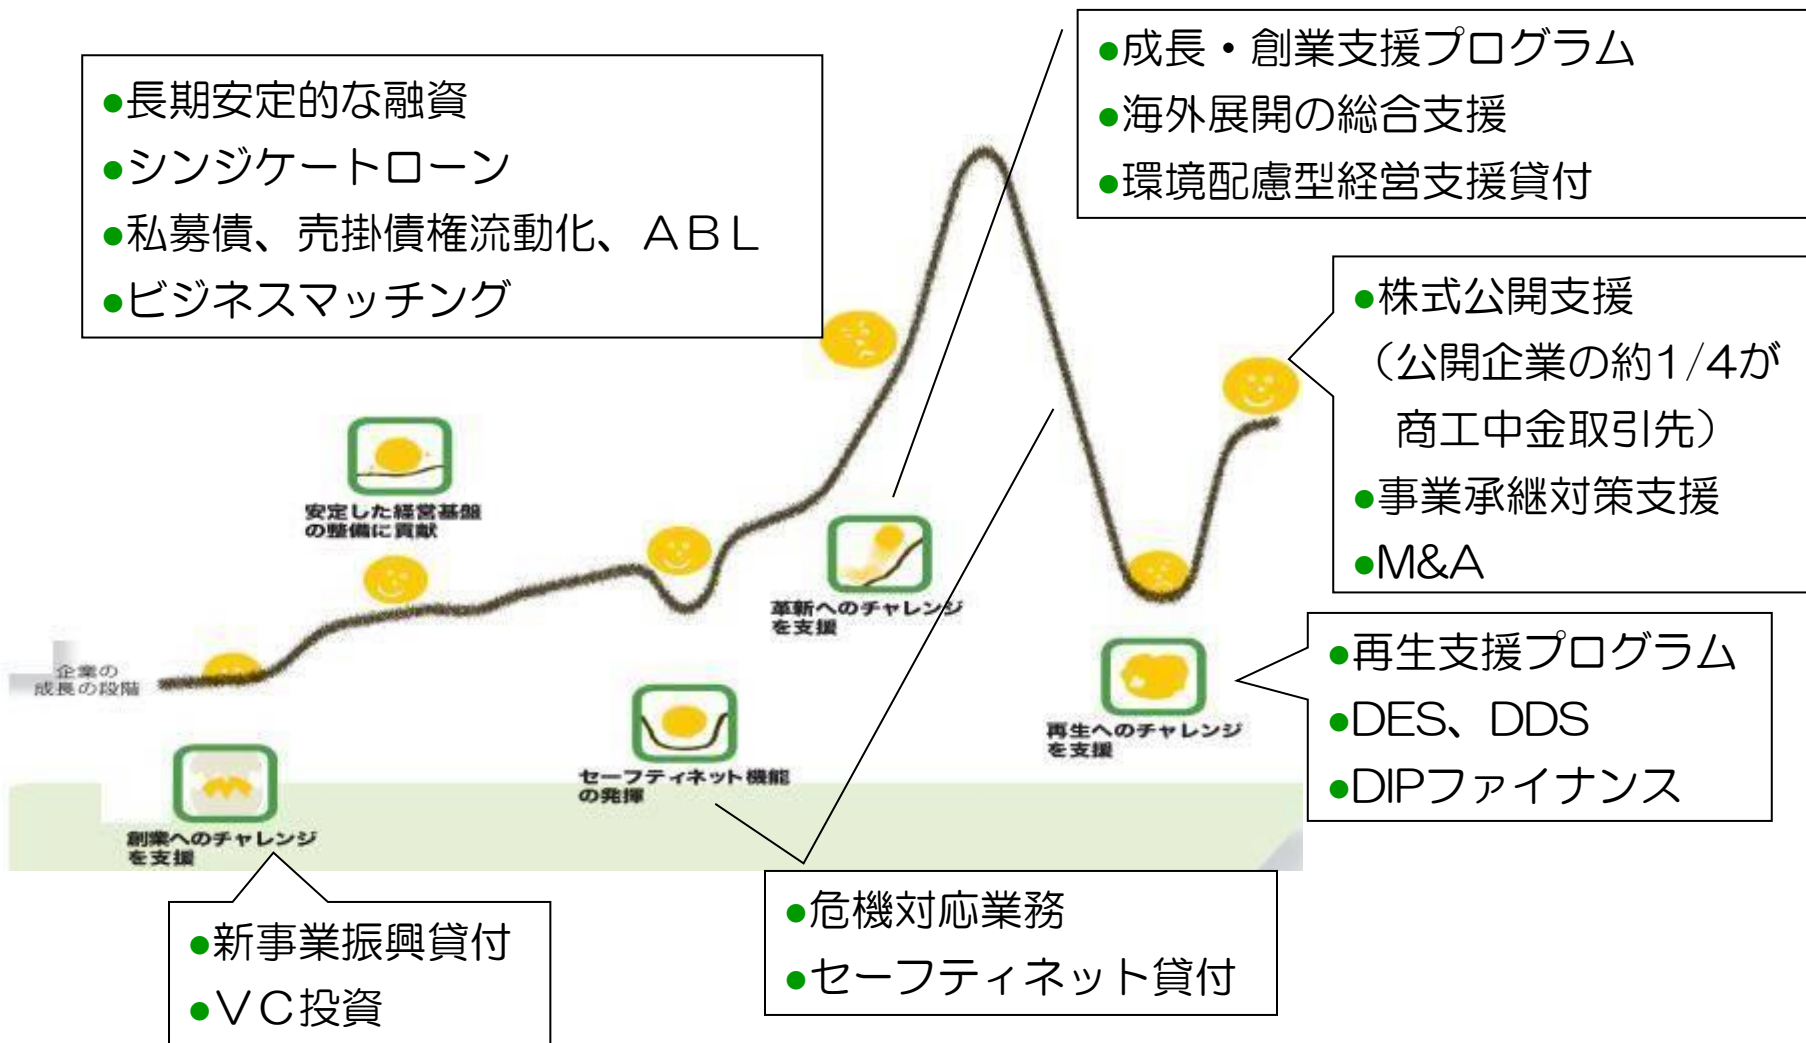 ●長期安定的な融資
●シンジケートローン
●私募債、売掛債権流動化、ABL
●ビジネスマッチング
●成長・創業支援プログラム
●海外展開の総合支援
●環境配慮型経営支援貸付
●株式公開支援
（公開企業の約1/4が
商工中金取引先）
●事業承継対策支援
●M&A
安定した経営基盤
の整備に貢献
革新へのチャレンジ
を支援
企業の
成長の段階
再生へのチャレンジ
を支援
●再生支援プログラム
●DES、DDS
●DIPファイナンス
セーフティネット機能
の発揮
創業へのチャレンジ
を支援
●新事業振興貸付
●VC投資
●危機対応業務
●セーフティネット貸付